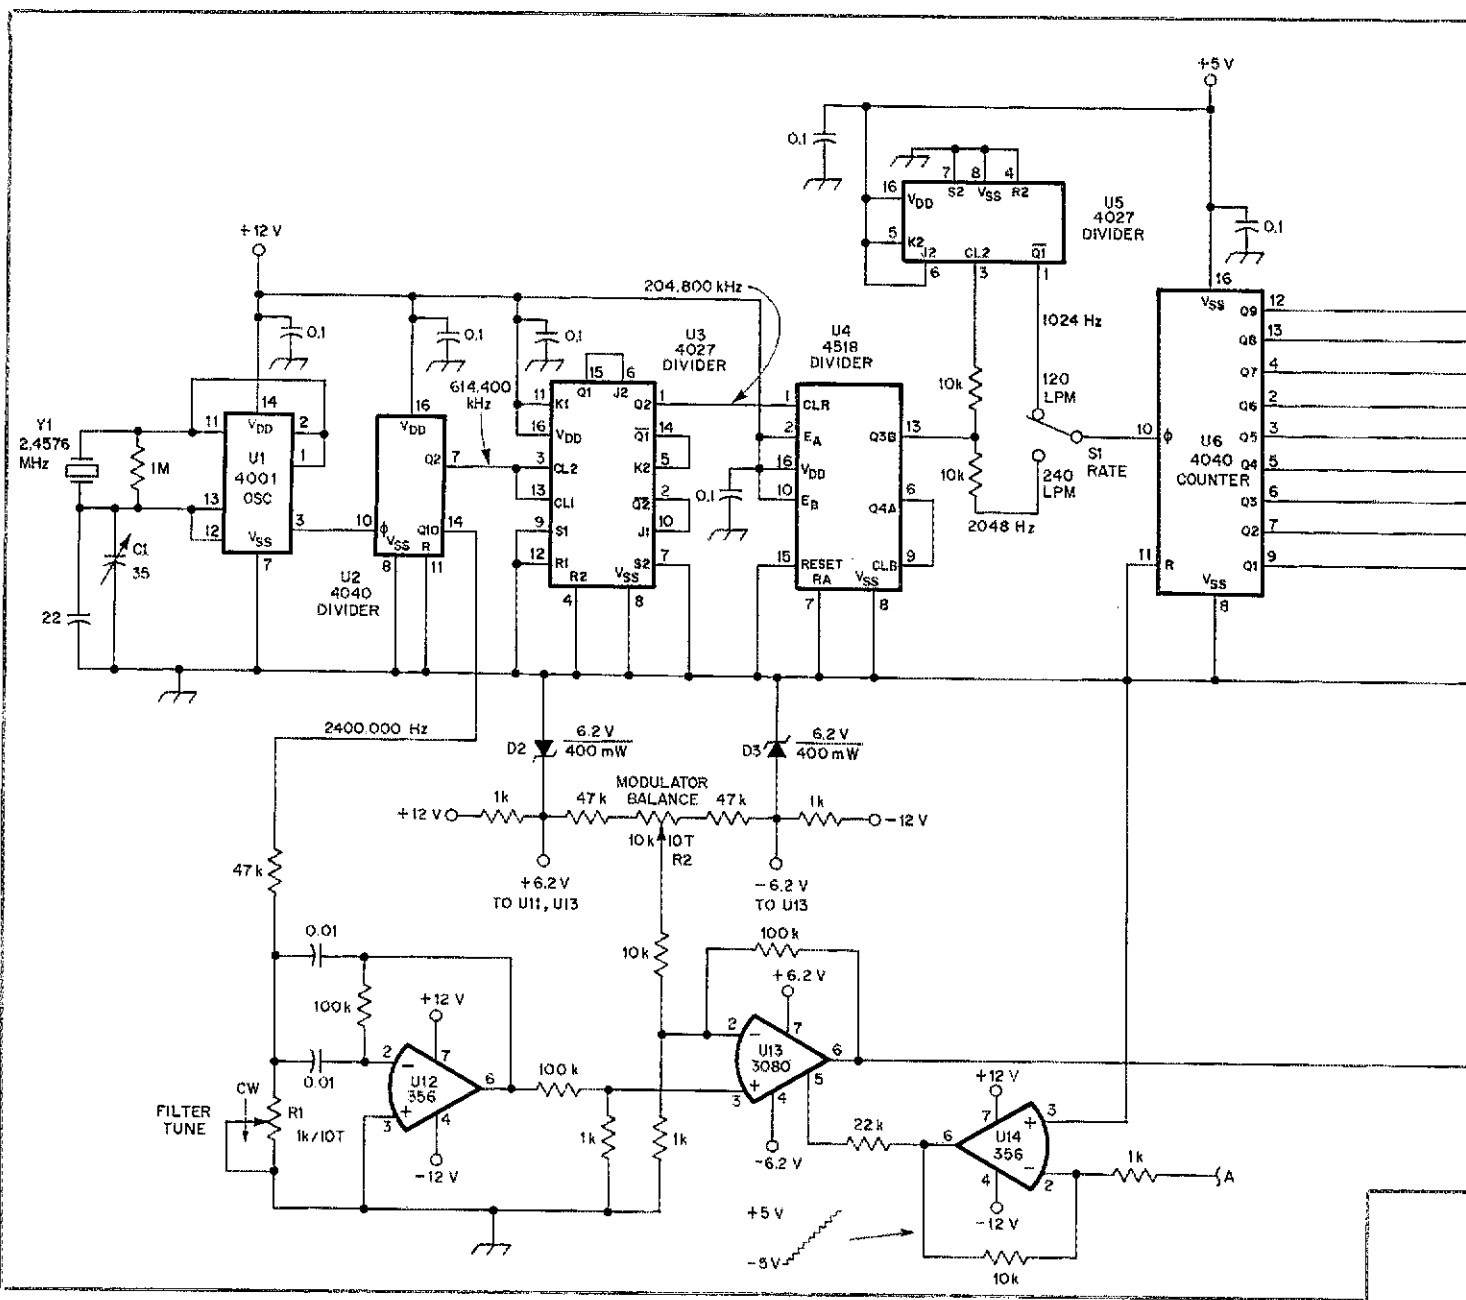 +5 V
0.1
7
8
4
S2
VSS
R2
16
VDD
U5
4027
DIVIDER
5
K2
J2
CL2
Q1
6
3
1
0.1
+12 V
204.800 kHz
16
VSS
Q9
12
Q8
13
Q7
4
Q6
2
Q5
3
Q4
5
Q3
6
Q2
7
Q1
9
1024 Hz
0.1
0.1
0.1
U3
4027
DIVIDER
U4
4518
DIVIDER
614.400
kHz
15
6
Q1
J2
11
K1
Q2
1
16
VDD
Q1
14
3
CL2
K2
5
13
CL1
Q2
2
9
S1
J1
10
12
R1
S2
7
R2
VSS
4
8
1
CLR
2
EA
Q3B
13
16
VDD
0.1
10
EB
Q4A
6
15
RESET
CLB
9
RA
VSS
7
8
10k
10k
120
LPM
240
LPM
S1
RATE
2048 Hz
10
ϕ
U6
4040
COUNTER
11
R
VSS
8
Y1
2.4576
MHz
1M
14
11
VDD
2
U1
4001
OSC
1
13
12
VSS
3
7
C1
35
22
16
VDD
Q2
7
10
ϕ
Q10
14
VSS
R
8
11
U2
4040
DIVIDER
2400.000 Hz
D2
6.2 V
400 mW
D3
6.2 V
400 mW
MODULATOR
BALANCE
+12 V
1k
47k
47k
1k
-12 V
10k
10T
R2
+6.2 V
TO U11, U13
-6.2 V
TO U13
47k
0.01
100k
0.01
+12 V
2
-
7
U12
356
6
+
3
4
-12 V
CW
FILTER
TUNE
R1
1k/10T
100k
1k
10k
1k
100k
+6.2 V
2
-
7
U13
3080
6
+
3
5
4
-6.2 V
22k
+12 V
7
3
+
6
U14
356
-
2
4
-12 V
1k
A
10k
+5 V
-5V